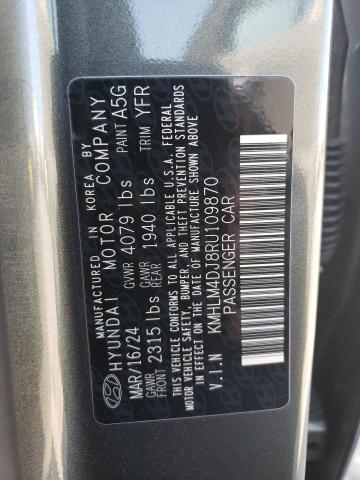 MANUFACTURED IN KOREA BY
HYUNDAI MOTOR COMPANY
MAR/16/24 GVWR 4079 lbs PAINT A5G
GAWR FRONT 2315 lbs GAWR REAR 1940 lbs TRIM YFR
THIS VEHICLE CONFORMS TO ALL APPLICABLE U.S.A. FEDERAL
MOTOR VEHICLE SAFETY, BUMPER, AND THEFT PREVENTION STANDARDS
IN EFFECT ON THE DATE OF MANUFACTURE SHOWN ABOVE
V.I.N KMHLM4DJ8RU109870
PASSENGER CAR